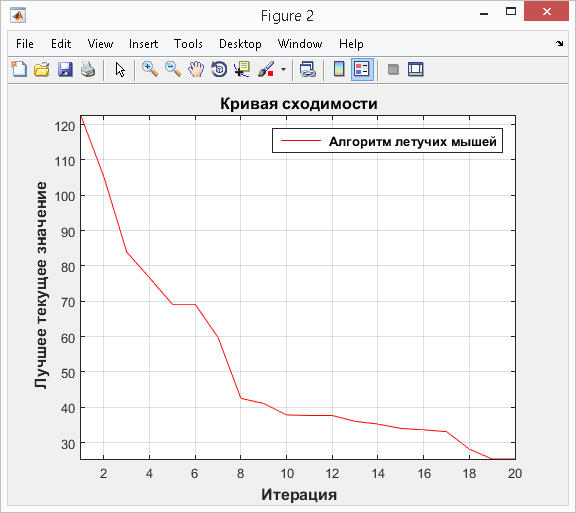 Figure 2
File Edit View Insert Tools Desktop Window Help
Кривая сходимости
Алгоритм летучих мышей
Лучшее текущее значение
120
110
100
90
80
70
60
50
40
30
2 4 6 8 10 12 14 16 18 20
Итерация